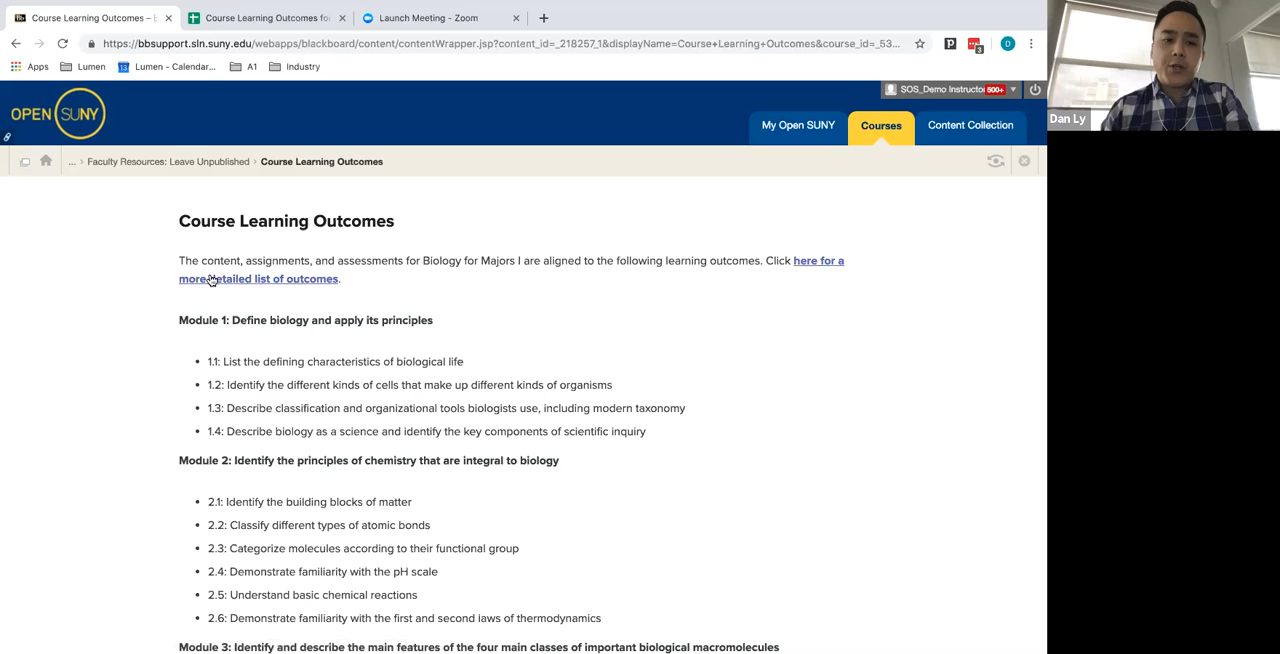 Course Learning Outcomes – E
Course Learning Outcomes fo
Launch Meeting - Zoom
https://bbsupport.sln.suny.edu/webapps/blackboard/content/contentWrapper.jsp?content_id=_218257_1&displayName=Course+Learning+Outcomes&course_id=_53...
P
3
D
Apps
Lumen
Lumen - Calendar...
A1
Industry
OPEN SUNY
SOS_Demo Instructor 500+
My Open SUNY
Courses
Content Collection
... > Faculty Resources: Leave Unpublished > Course Learning Outcomes
Dan Ly
Course Learning Outcomes
The content, assignments, and assessments for Biology for Majors I are aligned to the following learning outcomes. Click here for a
more detailed list of outcomes.
Module 1: Define biology and apply its principles
• 1.1: List the defining characteristics of biological life
• 1.2: Identify the different kinds of cells that make up different kinds of organisms
• 1.3: Describe classification and organizational tools biologists use, including modern taxonomy
• 1.4: Describe biology as a science and identify the key components of scientific inquiry
Module 2: Identify the principles of chemistry that are integral to biology
• 2.1: Identify the building blocks of matter
• 2.2: Classify different types of atomic bonds
• 2.3: Categorize molecules according to their functional group
• 2.4: Demonstrate familiarity with the pH scale
• 2.5: Understand basic chemical reactions
• 2.6: Demonstrate familiarity with the first and second laws of thermodynamics
Module 3: Identify and describe the main features of the four main classes of important biological macromolecules